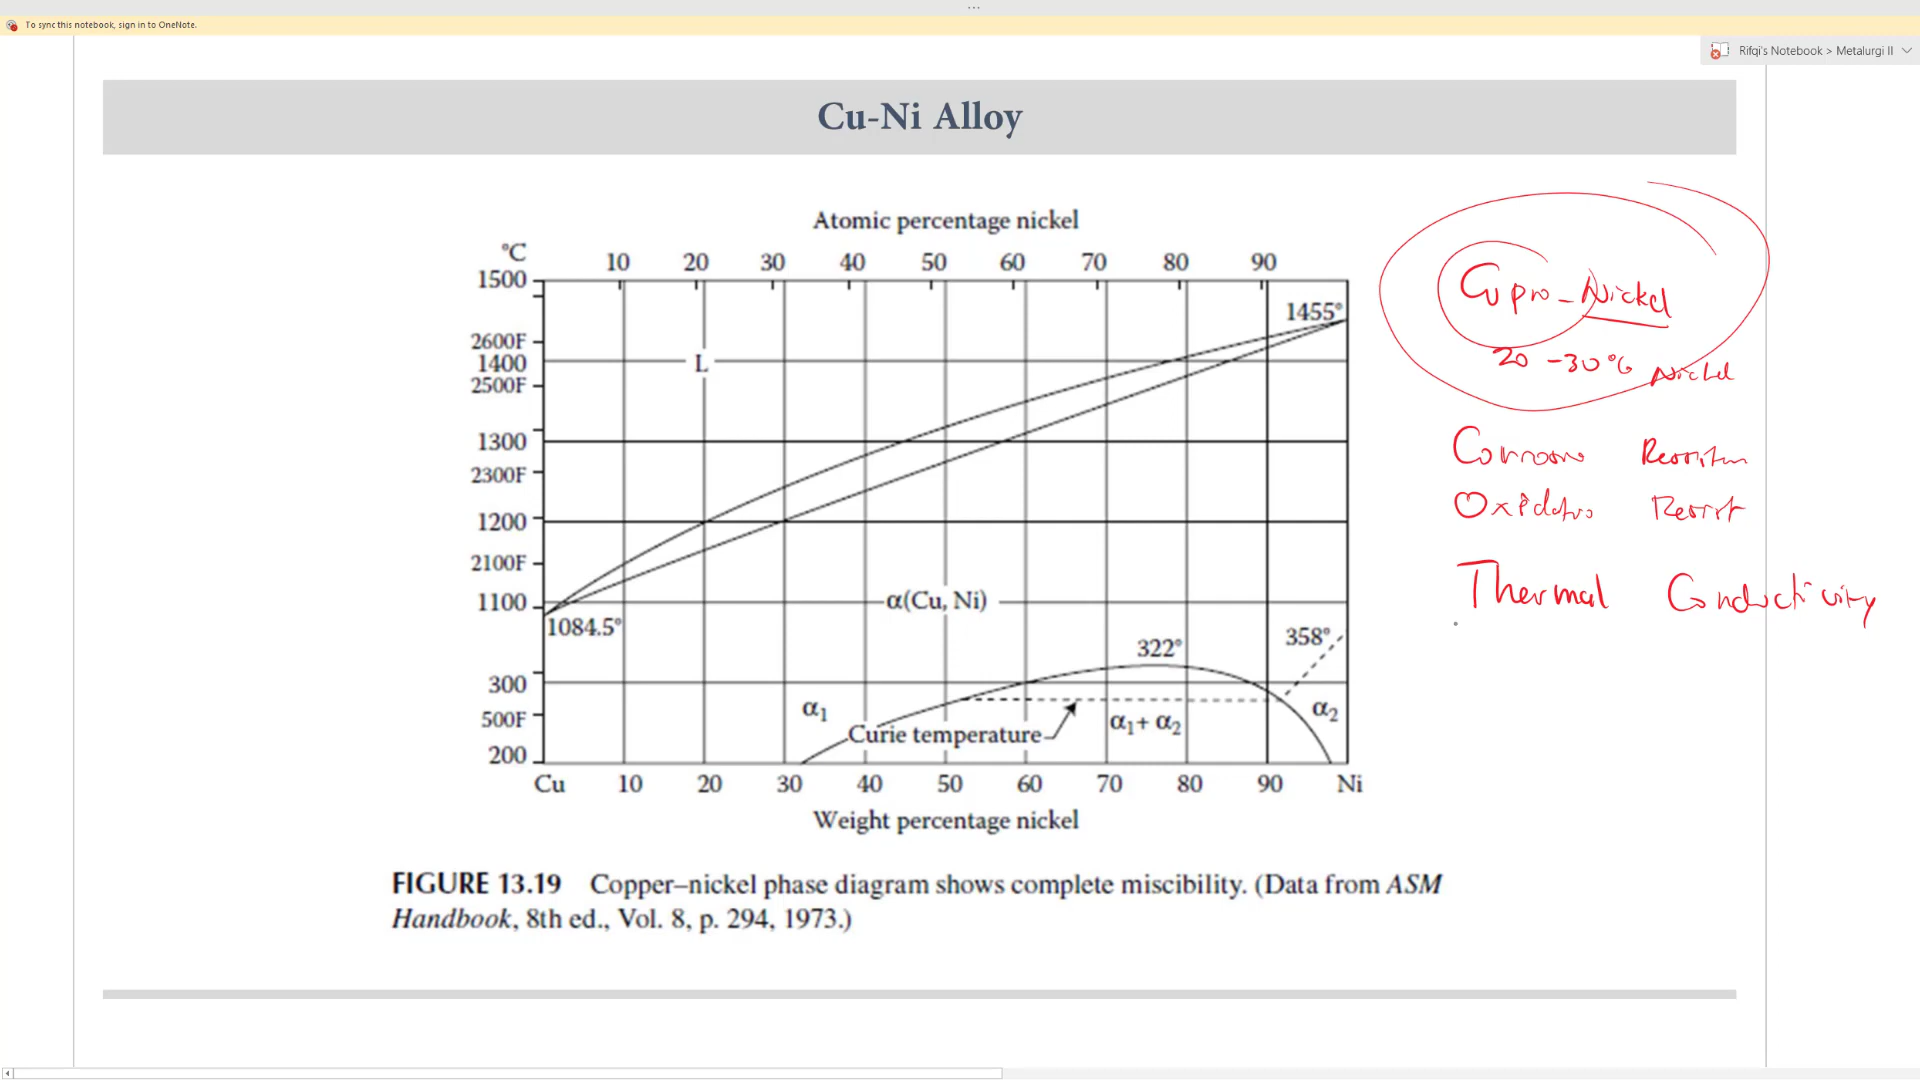 To sync this notebook, sign in to OneNote.
Rifqi's Notebook > Metalurgi II
Cu-Ni Alloy
Atomic percentage nickel
°C
10 20 30 40 50 60 70 80 90
1500
1455°
2600F
1400
L
2500F
1300
2300F
1200
2100F
1100
α(Cu, Ni)
1084.5°
322°
358°
300
α1
α2
500F
Curie temperature
α1+ α2
200
Cu 10 20 30 40 50 60 70 80 90 Ni
Weight percentage nickel
FIGURE 13.19 Copper–nickel phase diagram shows complete miscibility. (Data from ASM
Handbook, 8th ed., Vol. 8, p. 294, 1973.)
Cupro-Nickel
20 -30% Nickel
Thermal Conductivity